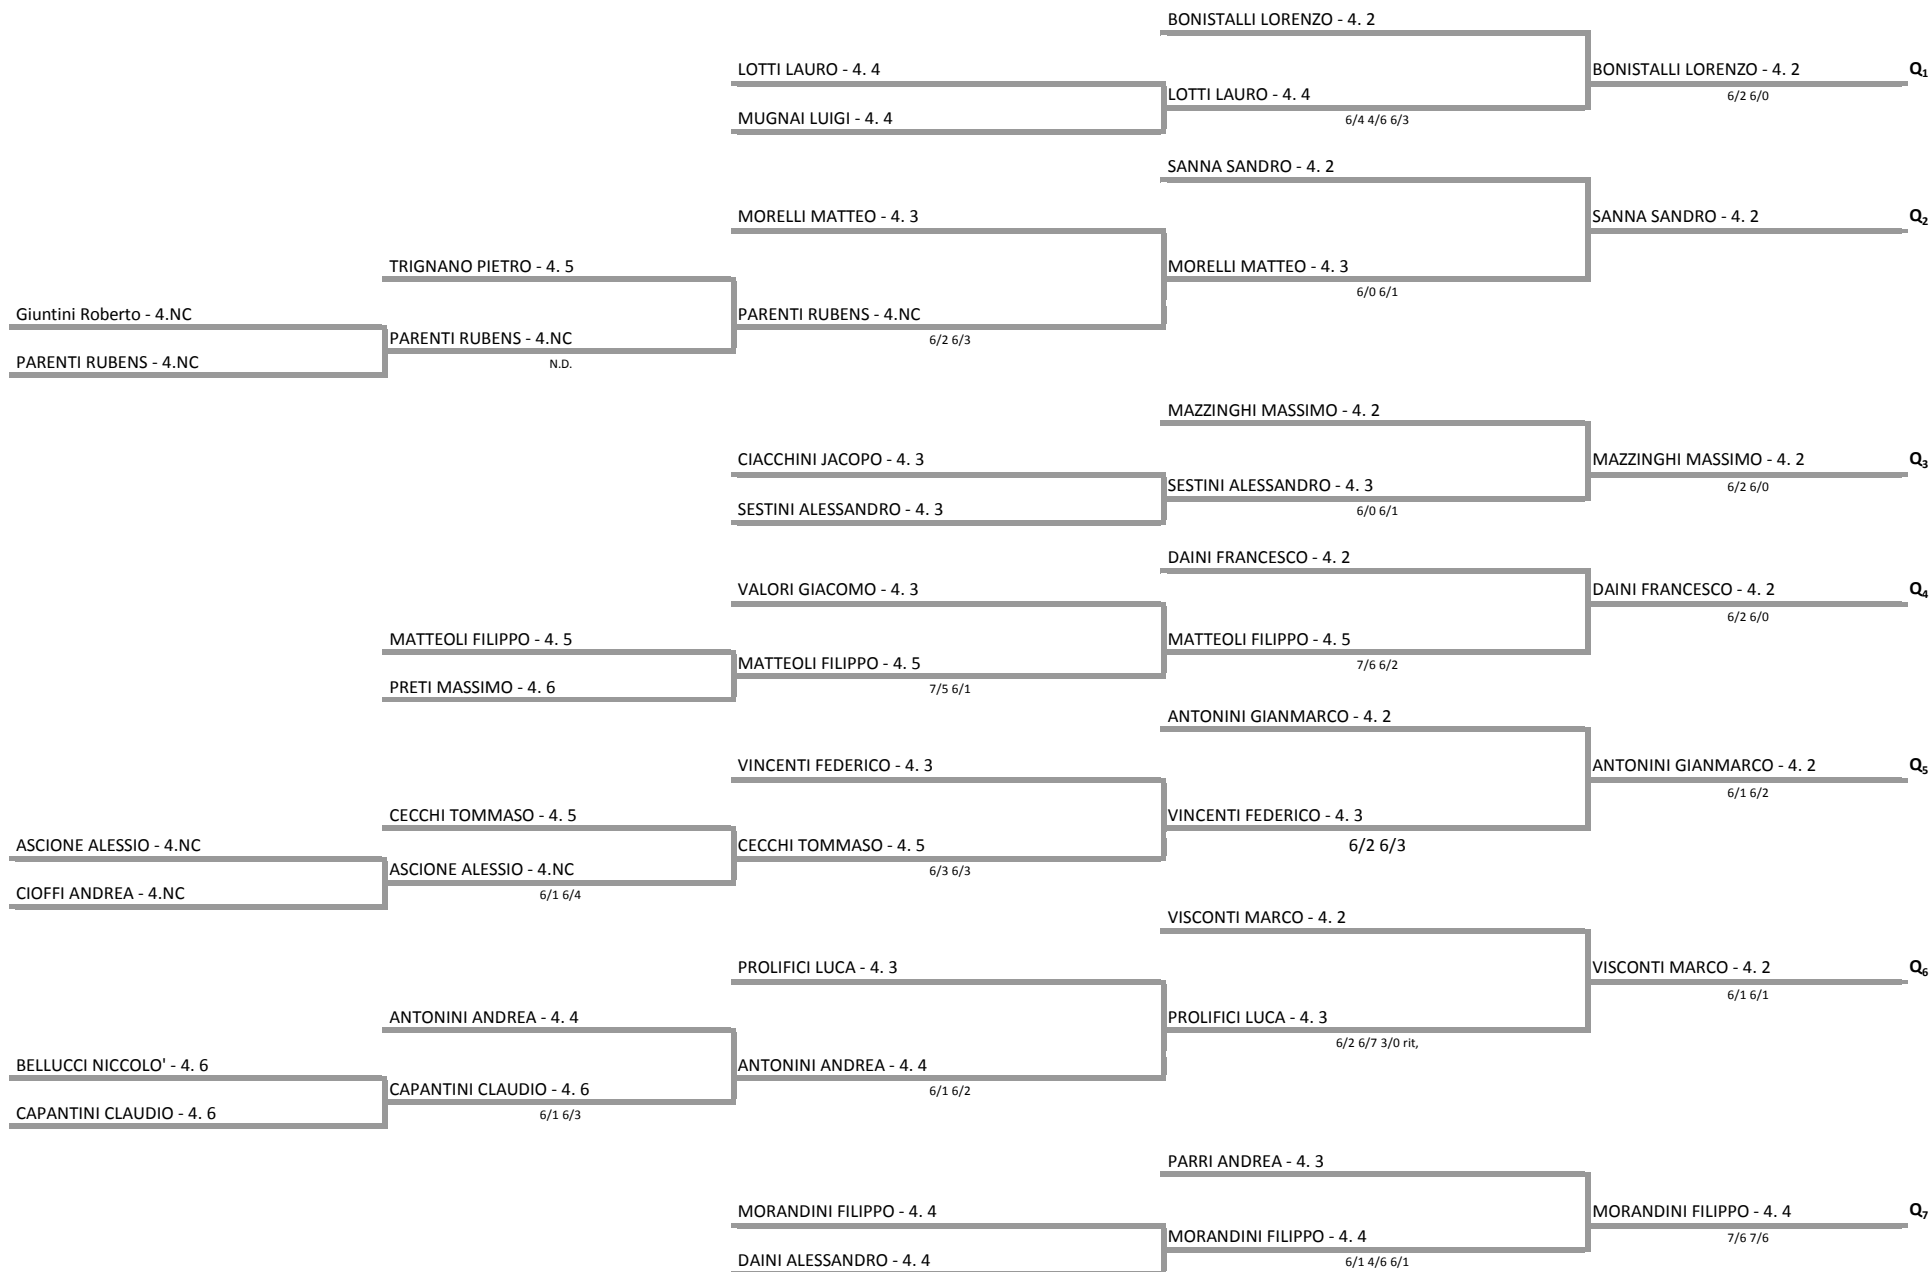 BONISTALLI LORENZO - 4. 2
LOTTI LAURO - 4. 4
BONISTALLI LORENZO - 4. 2
Q1
LOTTI LAURO - 4. 4
6/2 6/0
MUGNAI LUIGI - 4. 4
6/4 4/6 6/3
SANNA SANDRO - 4. 2
MORELLI MATTEO - 4. 3
SANNA SANDRO - 4. 2
Q2
TRIGNANO PIETRO - 4. 5
MORELLI MATTEO - 4. 3
6/0 6/1
Giuntini Roberto - 4.NC
PARENTI RUBENS - 4.NC
PARENTI RUBENS - 4.NC
6/2 6/3
PARENTI RUBENS - 4.NC
N.D.
MAZZINGHI MASSIMO - 4. 2
CIACCHINI JACOPO - 4. 3
MAZZINGHI MASSIMO - 4. 2
Q3
SESTINI ALESSANDRO - 4. 3
6/2 6/0
SESTINI ALESSANDRO - 4. 3
6/0 6/1
DAINI FRANCESCO - 4. 2
VALORI GIACOMO - 4. 3
DAINI FRANCESCO - 4. 2
Q4
6/2 6/0
MATTEOLI FILIPPO - 4. 5
MATTEOLI FILIPPO - 4. 5
MATTEOLI FILIPPO - 4. 5
7/6 6/2
PRETI MASSIMO - 4. 6
7/5 6/1
ANTONINI GIANMARCO - 4. 2
VINCENTI FEDERICO - 4. 3
ANTONINI GIANMARCO - 4. 2
Q5
6/1 6/2
CECCHI TOMMASO - 4. 5
VINCENTI FEDERICO - 4. 3
ASCIONE ALESSIO - 4.NC
CECCHI TOMMASO - 4. 5
6/2 6/3
ASCIONE ALESSIO - 4.NC
6/3 6/3
CIOFFI ANDREA - 4.NC
6/1 6/4
VISCONTI MARCO - 4. 2
PROLIFICI LUCA - 4. 3
VISCONTI MARCO - 4. 2
Q6
6/1 6/1
ANTONINI ANDREA - 4. 4
PROLIFICI LUCA - 4. 3
6/2 6/7 3/0 rit,
BELLUCCI NICCOLO' - 4. 6
ANTONINI ANDREA - 4. 4
CAPANTINI CLAUDIO - 4. 6
6/1 6/2
CAPANTINI CLAUDIO - 4. 6
6/1 6/3
PARRI ANDREA - 4. 3
MORANDINI FILIPPO - 4. 4
MORANDINI FILIPPO - 4. 4
Q7
MORANDINI FILIPPO - 4. 4
7/6 7/6
DAINI ALESSANDRO - 4. 4
6/1 4/6 6/1